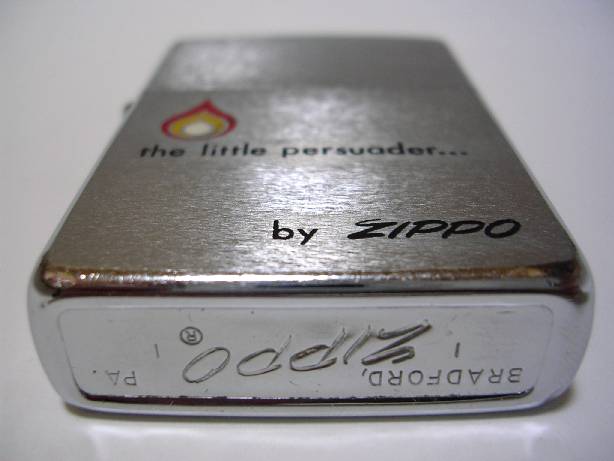 the little persuader...
by ZIPPO
BRADFORD, PA.
| ZIPPO ® |